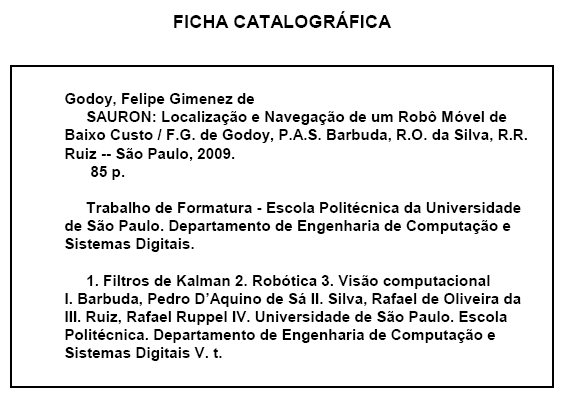 FICHA CATALOGRÁFICA
Godoy, Felipe Gimenez de
SAURON: Localização e Navegação de um Robô Móvel de
Baixo Custo / F.G. de Godoy, P.A.S. Barbuda, R.O. da Silva, R.R.
Ruiz -- São Paulo, 2009.
85 p.
Trabalho de Formatura - Escola Politécnica da Universidade
de São Paulo. Departamento de Engenharia de Computação e
Sistemas Digitais.
1. Filtros de Kalman 2. Robótica 3. Visão computacional
I. Barbuda, Pedro D’Aquino de Sá II. Silva, Rafael de Oliveira da
III. Ruiz, Rafael Ruppel IV. Universidade de São Paulo. Escola
Politécnica. Departamento de Engenharia de Computação e
Sistemas Digitais V. t.